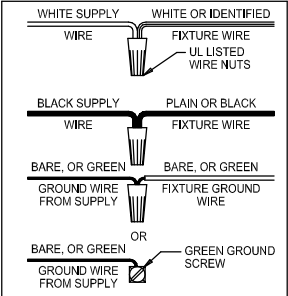 WHITE SUPPLY WHITE OR IDENTIFIED
WIRE FIXTURE WIRE
UL LISTED
WIRE NUTS
BLACK SUPPLY PLAIN OR BLACK
WIRE FIXTURE WIRE
BARE, OR GREEN BARE, OR GREEN
GROUND WIRE FIXTURE GROUND
FROM SUPPLY WIRE
OR
BARE, OR GREEN GREEN GROUND
SCREW
GROUND WIRE
FROM SUPPLY